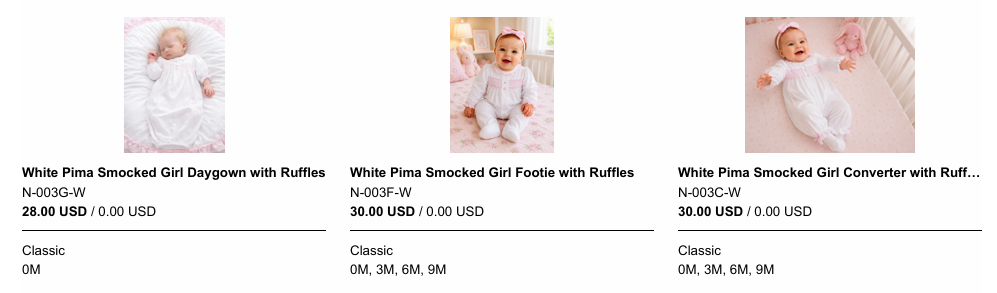 White Pima Smocked Girl Daygown with Ruffles
N-003G-W
28.00 USD / 0.00 USD
Classic
0M
White Pima Smocked Girl Footie with Ruffles
N-003F-W
30.00 USD / 0.00 USD
Classic
0M, 3M, 6M, 9M
White Pima Smocked Girl Converter with Ruff...
N-003C-W
30.00 USD / 0.00 USD
Classic
0M, 3M, 6M, 9M